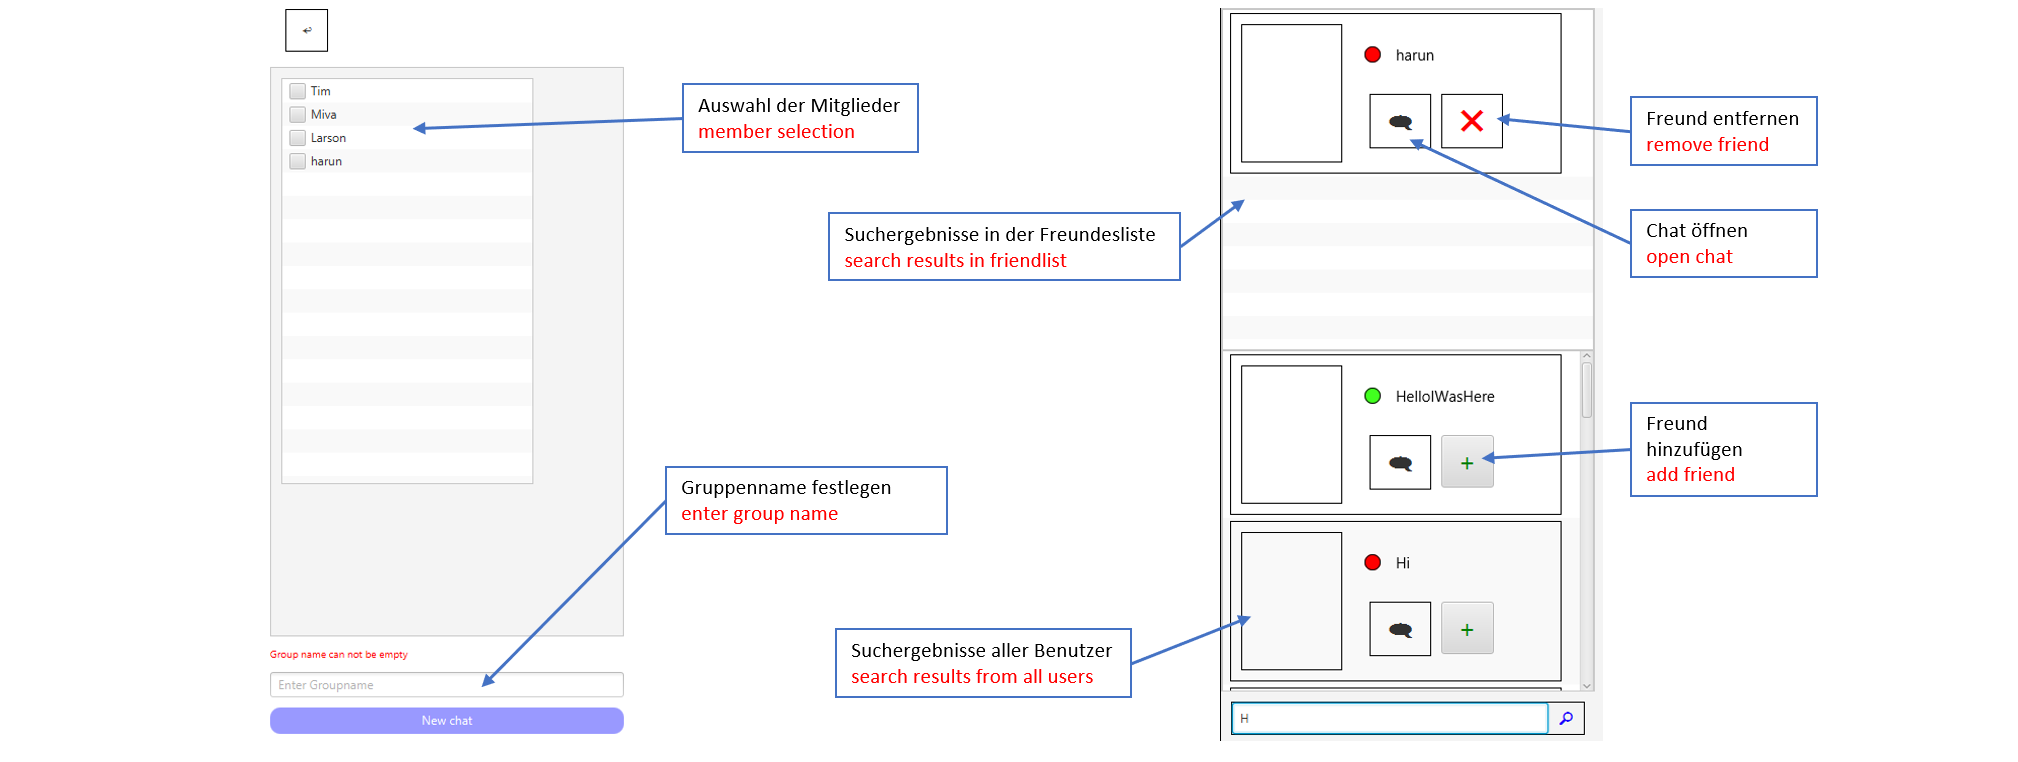 Tim
Miva
Larson
harun
Auswahl der Mitglieder
member selection
Gruppenname festlegen
enter group name
Group name can not be empty
Enter Groupname
New chat
harun
Freund entfernen
remove friend
Suchergebnisse in der Freundesliste
search results in friendlist
Chat öffnen
open chat
HelloIWasHere
Freund
hinzufügen
add friend
Hi
Suchergebnisse aller Benutzer
search results from all users
H